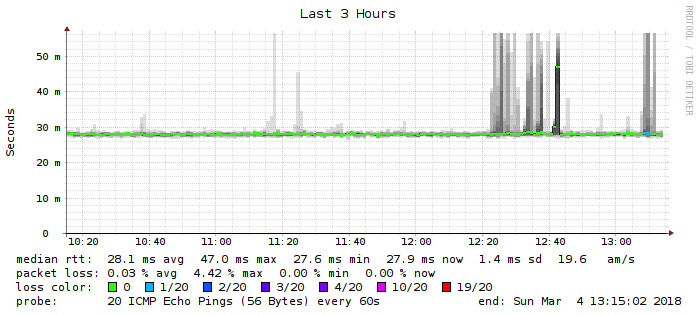 Last 3 Hours
RRDTOOL / TOBI OETIKER
Seconds
50 m
40 m
30 m
20 m
10 m
0
10:20 10:40 11:00 11:20 11:40 12:00 12:20 12:40 13:00
median rtt: 28.1 ms avg 47.0 ms max 27.6 ms min 27.9 ms now 1.4 ms sd 19.6 am/s
packet loss: 0.03 % avg 4.42 % max 0.00 % min 0.00 % now
loss color: 0 1/20 2/20 3/20 4/20 10/20 19/20
probe: 20 ICMP Echo Pings (56 Bytes) every 60s end: Sun Mar 4 13:15:02 2018